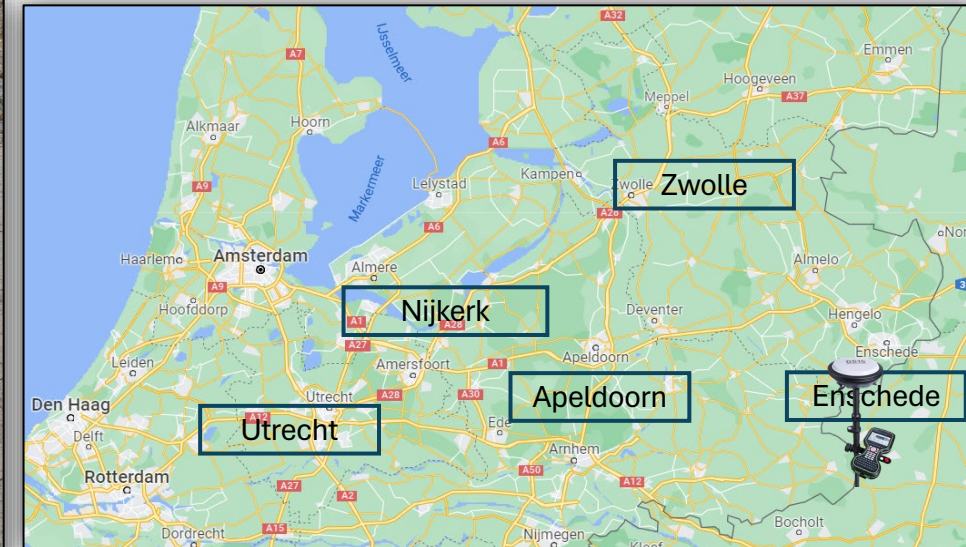 A32
A7
IJsselmeer
Emmen
Hoogeveen
Meppel
A37
Alkmaar
Hoorn
A6
Markermeer
Kampen
Zwolle
Zwolle
A9
Lelystad
A28
A6
Haarlem
Amsterdam
Almere
Almelo
A9
Hoofddorp
Nijkerk
A1
A28
Deventer
Hengelo
A27
Enschede
Leiden
Amersfoort
A1
Apeldoorn
Den Haag
Utrecht
A28
A30
Apeldoorn
Enschede
Delft
A12
Utrecht
Ede
Arnhem
Rotterdam
A50
A12
A27
A2
Dordrecht
A15
Nijmegen
Bocholt